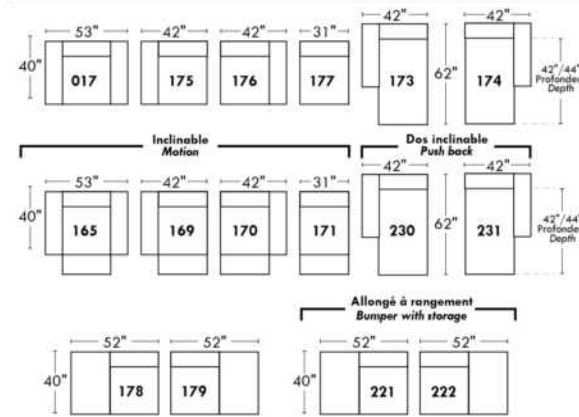 53" 42" 42" 31" 42" 42"
40" 017 175 176 177 173 62" 174 42"/44"
Profondeur
Depth
Inclinable
Motion
Dos inclinable
Push back
53" 42" 42" 31" 42" 42"
40" 165 169 170 171 230 62" 231 42"/44"
Profondeur
Depth
Allongé à rangement
Bumper with storage
52" 52" 52" 52"
40" 178 179 40" 221 222